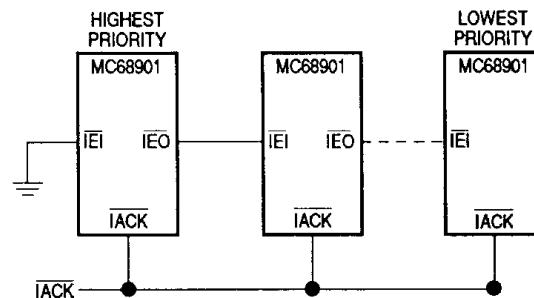 HIGHEST
PRIORITY
LOWEST
PRIORITY
MC68901
MC68901
MC68901
IEI
IEO
IEI
IEO
IEI
IACK
IACK
IACK
IACK